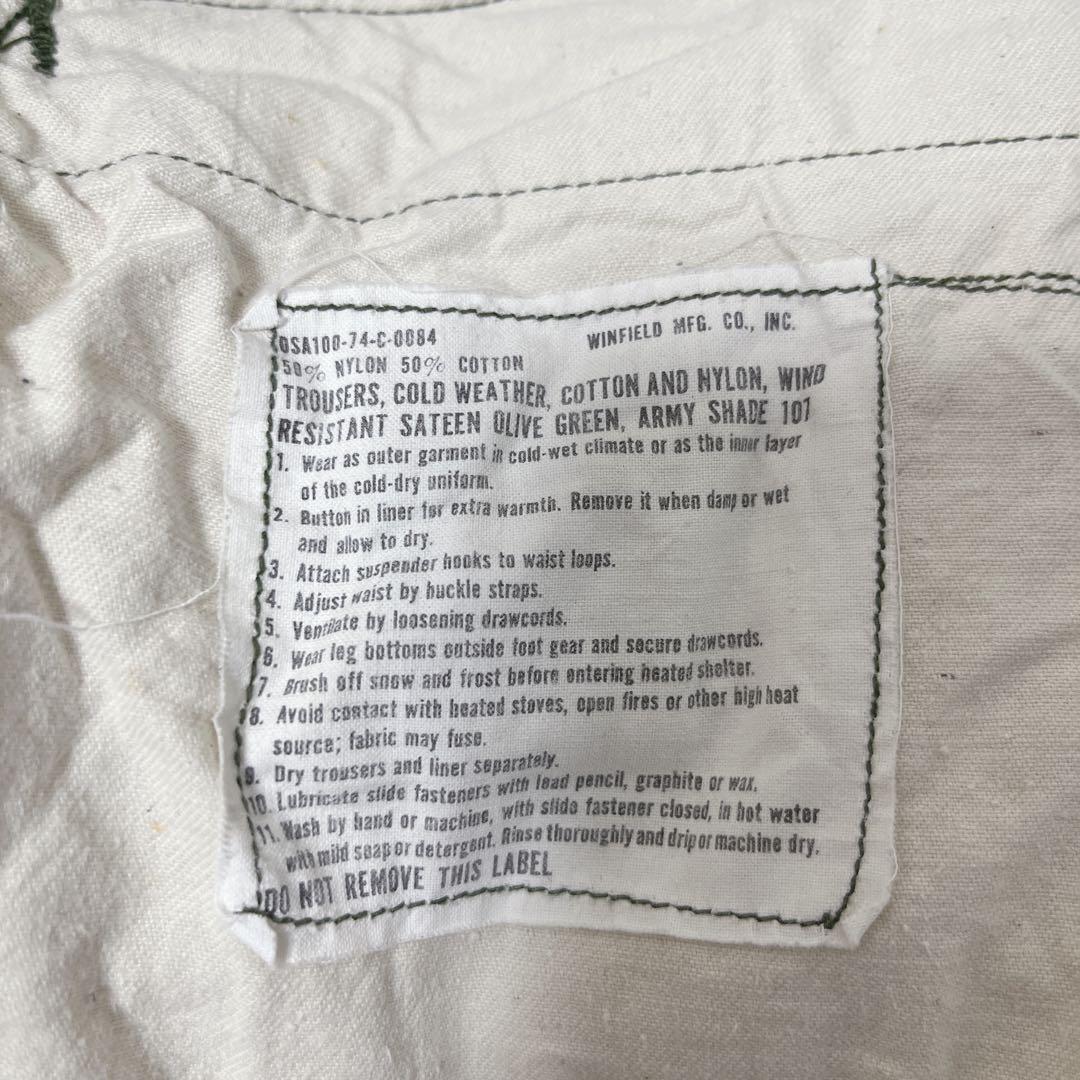 DSA100-74-C-0084 WINFIELD MFG. CO., INC.
50% NYLON 50% COTTON
TROUSERS, COLD WEATHER, COTTON AND NYLON, WIND
RESISTANT SATEEN OLIVE GREEN, ARMY SHADE 107
1. Wear as outer garment in cold-wet climate or as the inner layer
of the cold-dry uniform.
2. Button in liner for extra warmth. Remove it when damp or wet
and allow to dry.
3. Attach suspender hooks to waist loops.
4. Adjust waist by buckle straps.
5. Ventilate by loosening drawcords.
6. Wear leg bottoms outside foot gear and secure drawcords.
7. Brush off snow and frost before entering heated shelter.
8. Avoid contact with heated stoves, open fires or other high heat
source; fabric may fuse.
9. Dry trousers and liner separately.
10. Lubricate slide fasteners with lead pencil, graphite or wax.
11. Wash by hand or machine, with slide fastener closed, in hot water
with mild soap or detergent. Rinse thoroughly and drip or machine dry.
DO NOT REMOVE THIS LABEL